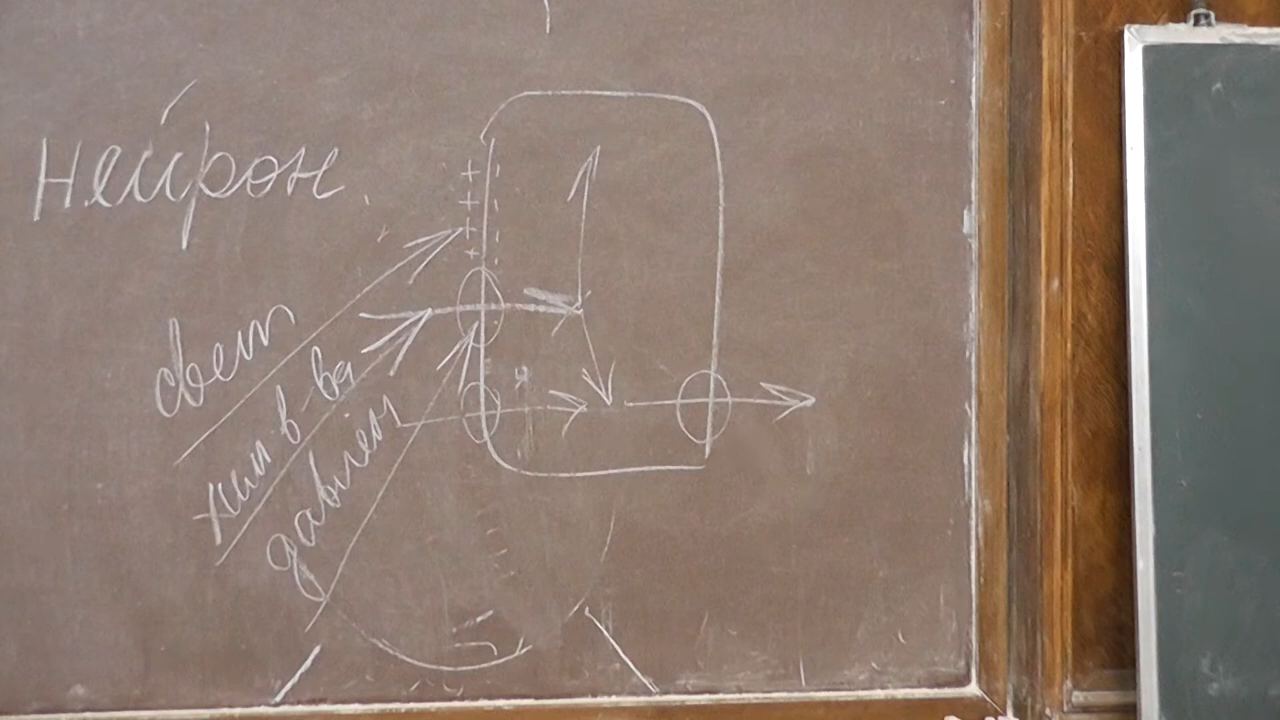 нейрон.
свет
хим в-ва
давлен
+
+
+
+